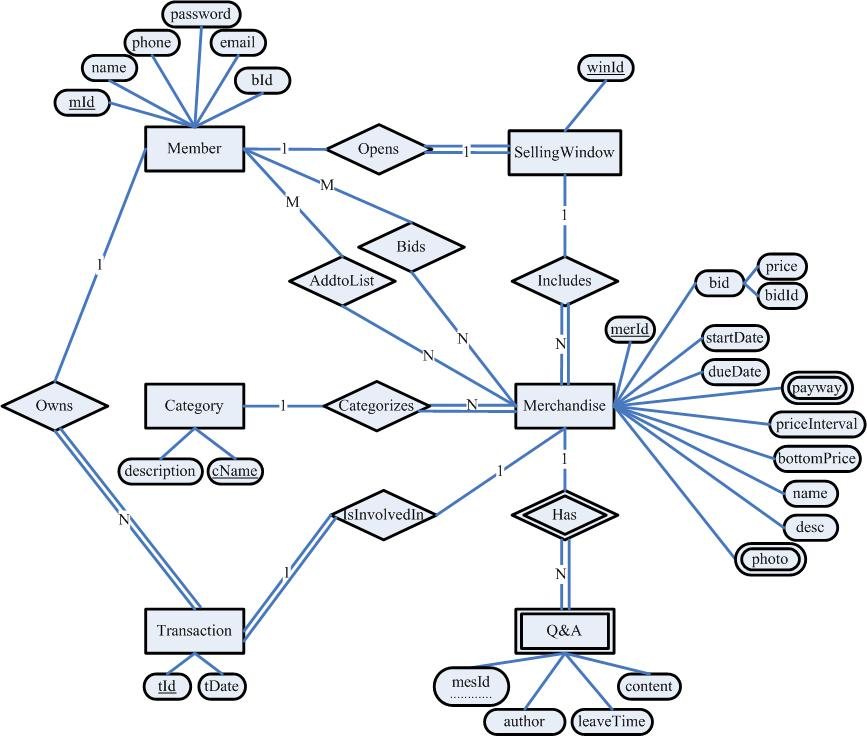 password
phone
email
name
bId
mId
winId
Member
1
Opens
1
SellingWindow
M
M
1
1
Bids
AddtoList
Includes
bid
price
bidId
merId
startDate
N
N
N
dueDate
payway
Owns
Category
1
Categorizes
N
Merchandise
priceInterval
bottomPrice
description
cName
1
1
name
N
IsInvolvedIn
Has
desc
photo
1
N
Transaction
Q&A
tId
tDate
mesId
............
content
author
leaveTime